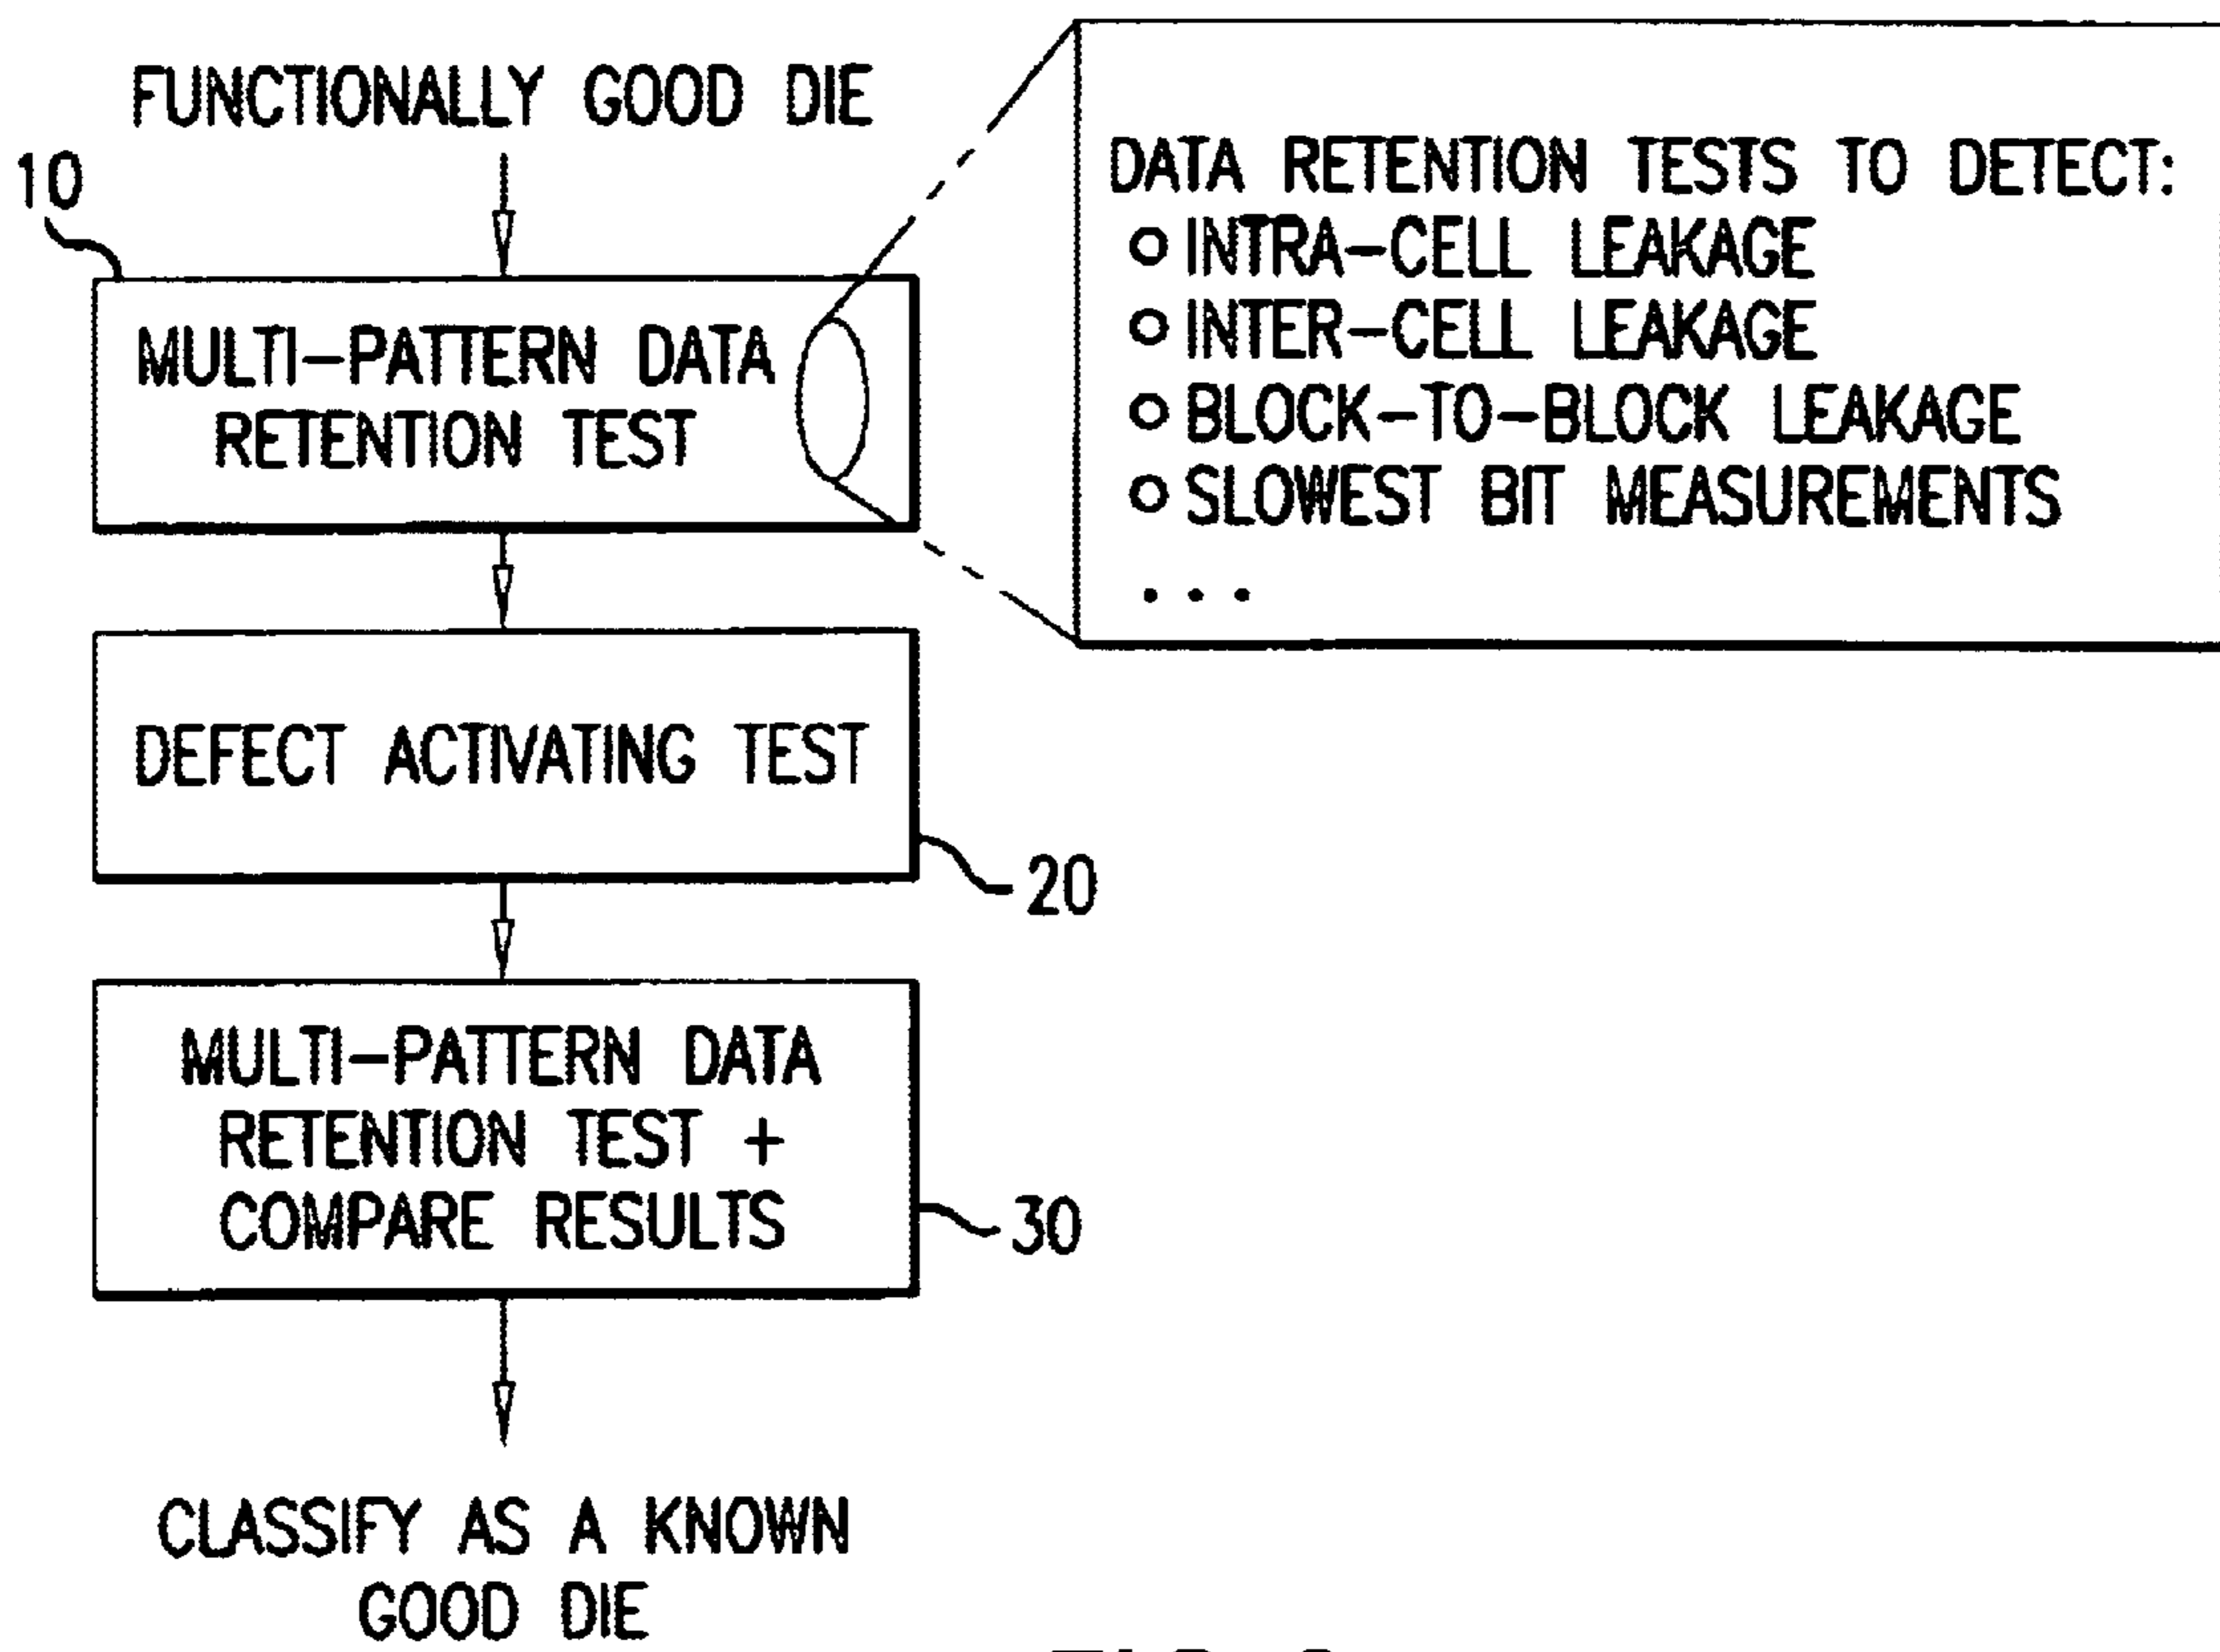 FUNCTIONALLY GOOD DIE
10
MULTI-PATTERN DATA
RETENTION TEST
DATA RETENTION TESTS TO DETECT:
o INTRA-CELL LEAKAGE
o INTER-CELL LEAKAGE
o BLOCK-TO-BLOCK LEAKAGE
o SLOWEST BIT MEASUREMENTS
...
DEFECT ACTIVATING TEST
20
MULTI-PATTERN DATA
RETENTION TEST +
COMPARE RESULTS
30
CLASSIFY AS A KNOWN
GOOD DIE